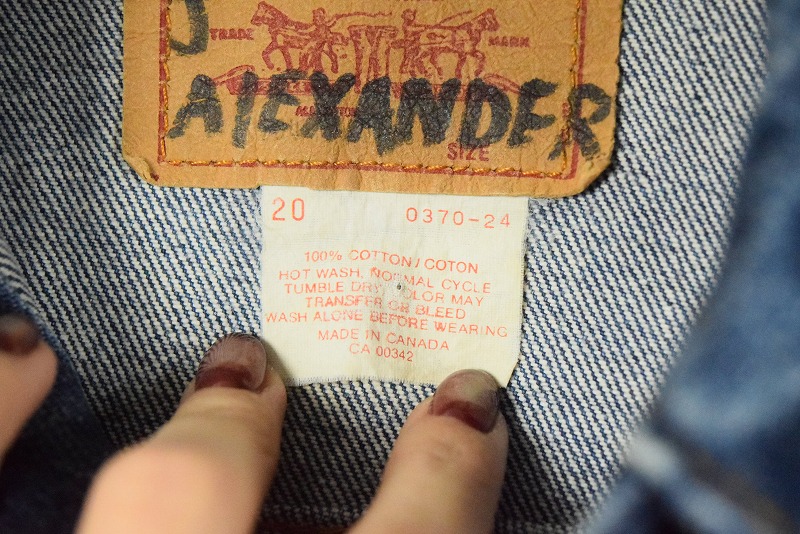 J
TRADE MARK
AlEXANDER
SIZE
20 0370-24
100% COTTON / COTON
HOT WASH, NORMAL CYCLE
TUMBLE DRY, COLOR MAY
TRANSFER OR BLEED
WASH ALONE BEFORE WEARING
MADE IN CANADA
CA 00342